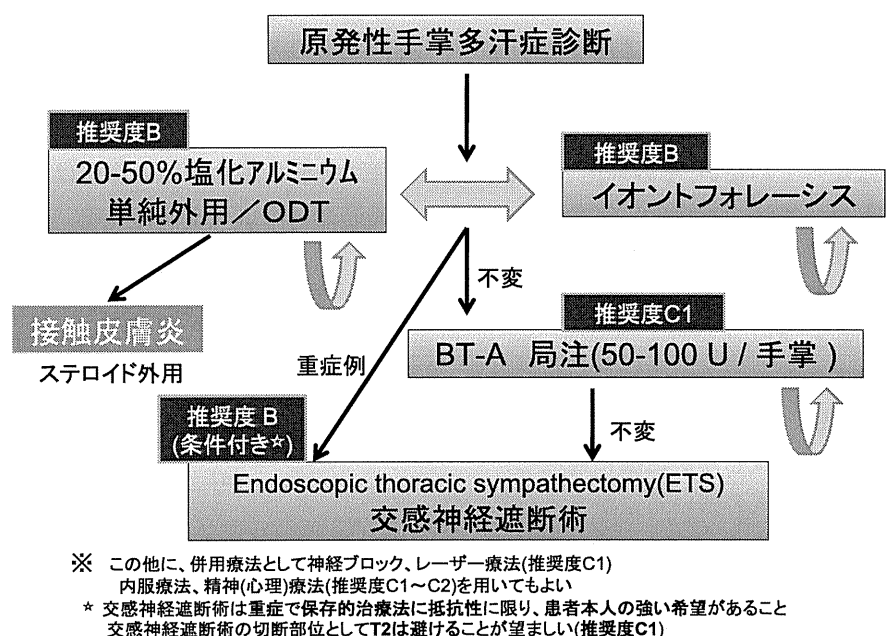 原発性手掌多汗症診断
推奨度B
20-50%塩化アルミニウム
単純外用／ODT
推奨度B
イオントフォレーシス
不変
接触皮膚炎
ステロイド外用
重症例
推奨度C1
BT-A 局注(50-100 U / 手掌 )
不変
推奨度 B
(条件付き☆)
Endoscopic thoracic sympathectomy(ETS)
交感神経遮断術
※ この他に、併用療法として神経ブロック、レーザー療法(推奨度C1)
内服療法、精神(心理)療法(推奨度C1～C2)を用いてもよい
☆ 交感神経遮断術は重症で保存的治療法に抵抗性に限り、患者本人の強い希望があること
交感神経遮断術の切断部位としてT2は避けることが望ましい(推奨度C1)